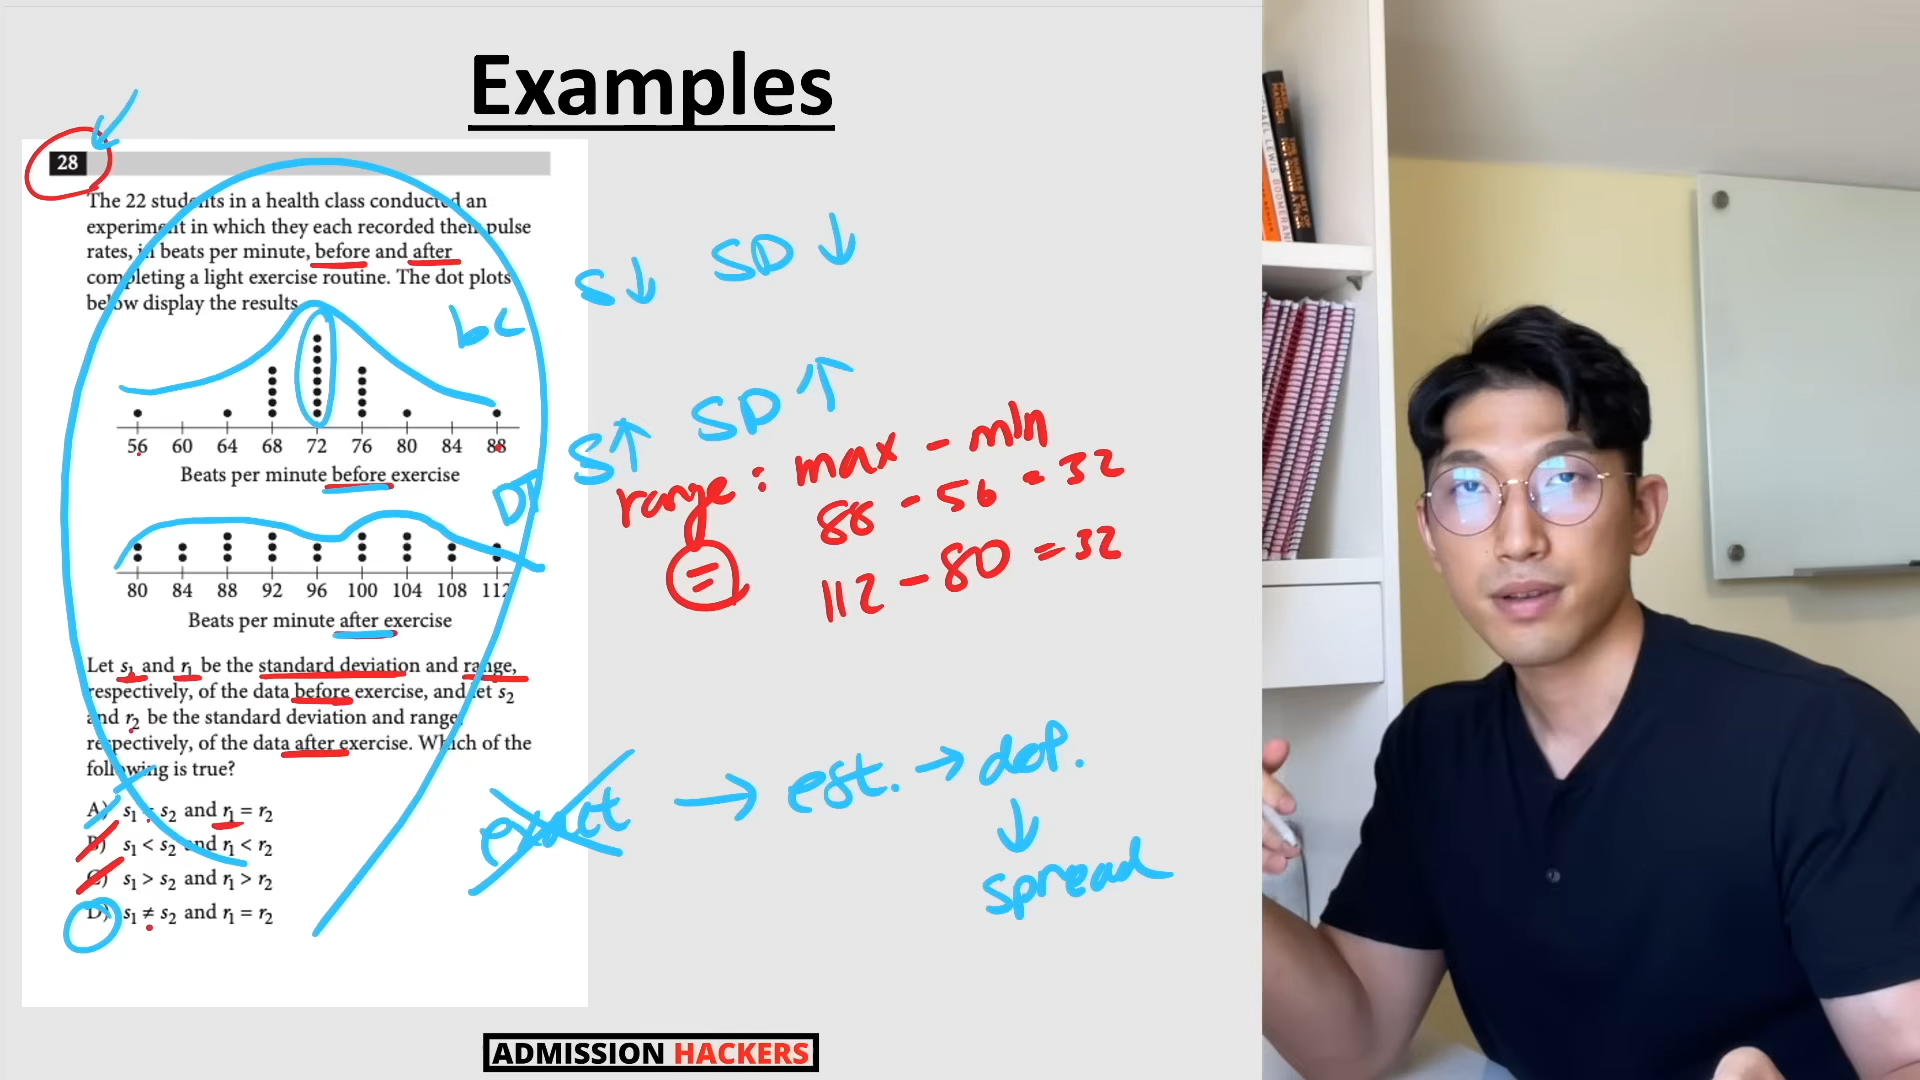 Examples
28
The 22 students in a health class conducted an
experiment in which they each recorded their pulse
rates, in beats per minute, before and after
completing a light exercise routine. The dot plots
below display the results.
56 60 64 68 72 76 80 84 88
Beats per minute before exercise
80 84 88 92 96 100 104 108 112
Beats per minute after exercise
Let s1 and r1 be the standard deviation and range,
respectively, of the data before exercise, and let s2
and r2 be the standard deviation and range,
respectively, of the data after exercise. Which of the
following is true?
A) s1 = s2 and r1 = r2
B) s1 < s2 and r1 < r2
C) s1 > s2 and r1 > r2
D) s1 ≠ s2 and r1 = r2
S↓ SD↓
bc
S↑ SD↑
range: max - min
88 - 56 = 32
=
112 - 80 = 32
exact → est. → dop.
↓
spread
ADMISSION HACKERS